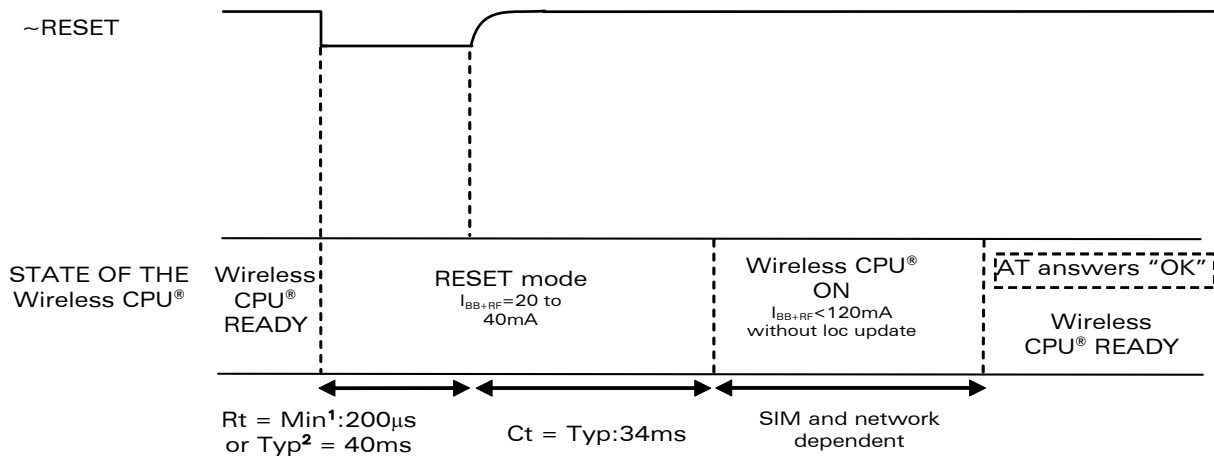 ~RESET
STATE OF THE
Wireless CPU®
Wireless
CPU®
READY
RESET mode
IBB+RF=20 to
40mA
Wireless CPU®
ON
IBB+RF<120mA
without loc update
AT answers “OK”
Wireless
CPU® READY
Rt = Min¹:200µs
or Typ² = 40ms
Ct = Typ:34ms
SIM and network
dependent